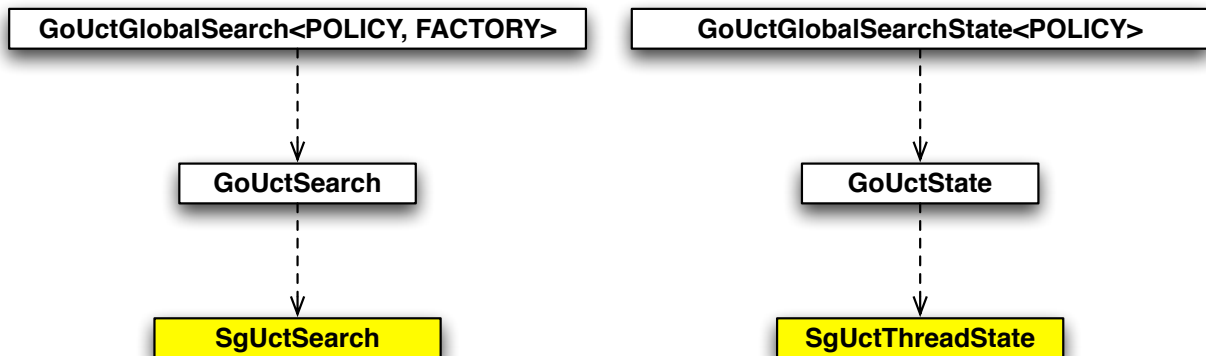 GoUctGlobalSearch<POLICY, FACTORY>
GoUctGlobalSearchState<POLICY>
GoUctSearch
GoUctState
SgUctSearch
SgUctThreadState